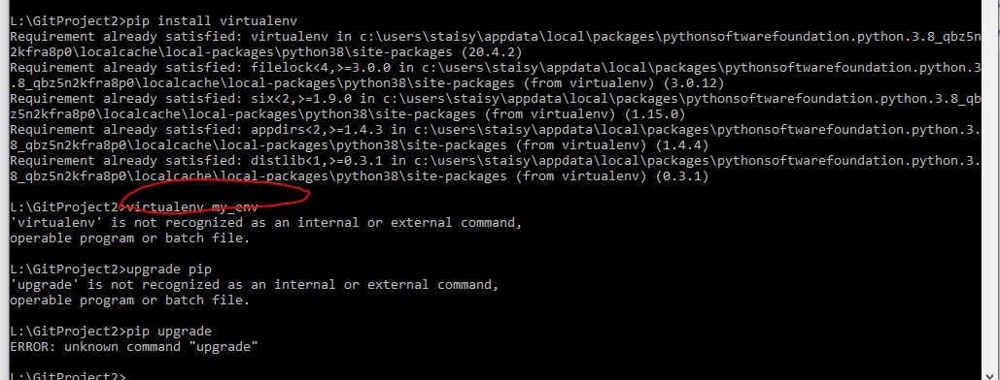 L:\GitProject2>pip install virtualenv
Requirement already satisfied: virtualenv in c:\users\staisy\appdata\local\packages\pythonsoftwarefoundation.python.3.8_qbz5n
2kfra8p0\localcache\local-packages\python38\site-packages (20.4.2)
Requirement already satisfied: filelock<4,>=3.0.0 in c:\users\staisy\appdata\local\packages\pythonsoftwarefoundation.python.3
.8_qbz5n2kfra8p0\localcache\local-packages\python38\site-packages (from virtualenv) (3.0.12)
Requirement already satisfied: six<2,>=1.9.0 in c:\users\staisy\appdata\local\packages\pythonsoftwarefoundation.python.3.8_qb
z5n2kfra8p0\localcache\local-packages\python38\site-packages (from virtualenv) (1.15.0)
Requirement already satisfied: appdirs<2,>=1.4.3 in c:\users\staisy\appdata\local\packages\pythonsoftwarefoundation.python.3.
8_qbz5n2kfra8p0\localcache\local-packages\python38\site-packages (from virtualenv) (1.4.4)
Requirement already satisfied: distlib<1,>=0.3.1 in c:\users\staisy\appdata\local\packages\pythonsoftwarefoundation.python.3.
8_qbz5n2kfra8p0\localcache\local-packages\python38\site-packages (from virtualenv) (0.3.1)
L:\GitProject2>virtualenv my_env
'virtualenv' is not recognized as an internal or external command,
operable program or batch file.
L:\GitProject2>upgrade pip
'upgrade' is not recognized as an internal or external command,
operable program or batch file.
L:\GitProject2>pip upgrade
ERROR: unknown command "upgrade"
L:\GitProject2>